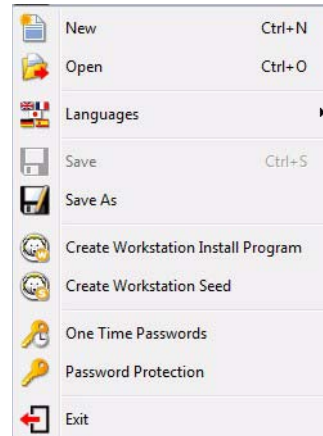 New Ctrl+N
Open Ctrl+O
Languages
Save Ctrl+S
Save As
Create Workstation Install Program
Create Workstation Seed
One Time Passwords
Password Protection
Exit